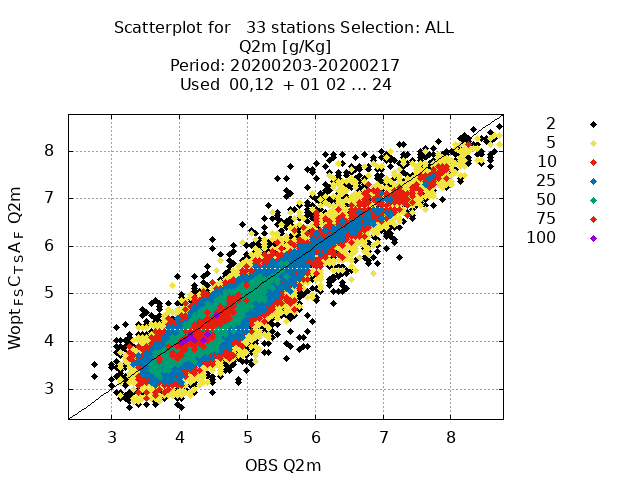 Scatterplot for 33 stations Selection: ALL
Q2m [g/Kg]
Period: 20200203-20200217
Used 00,12 + 01 02 ... 24
2
5
10
25
50
75
100
8
7
6
5
4
3
Wopt_FSC_TSA_F Q2m
3 4 5 6 7 8
OBS Q2m